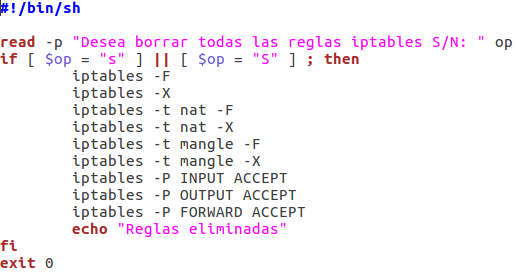 #!/bin/sh

read -p "Desea borrar todas las reglas iptables S/N: " op
if [ $op = "s" ] || [ $op = "S" ] ; then
        iptables -F
        iptables -X
        iptables -t nat -F
        iptables -t nat -X
        iptables -t mangle -F
        iptables -t mangle -X
        iptables -P INPUT ACCEPT
        iptables -P OUTPUT ACCEPT
        iptables -P FORWARD ACCEPT
        echo "Reglas eliminadas"
fi
exit 0